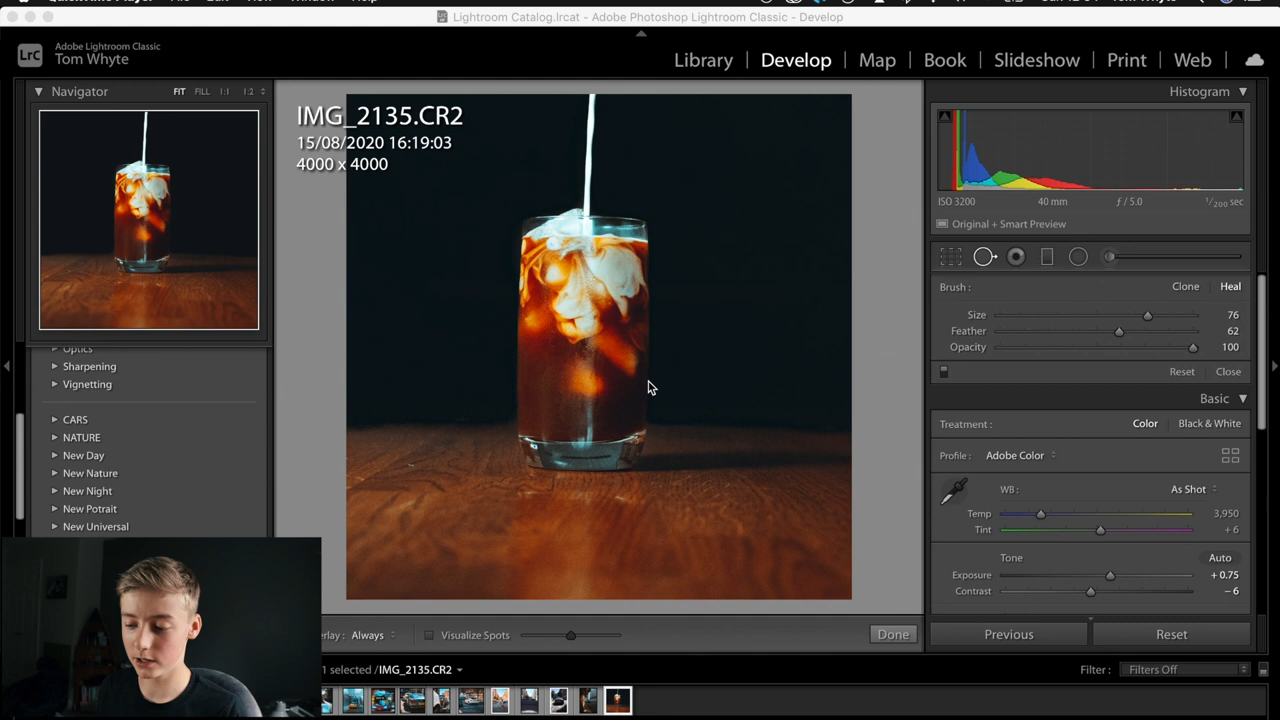 Lightroom Catalog.lrcat - Adobe Photoshop Lightroom Classic - Develop
LrC
Adobe Lightroom Classic
Tom Whyte
Library | Develop | Map | Book | Slideshow | Print | Web
Navigator
FIT FILL 1:1 1:2
Histogram
IMG_2135.CR2
15/08/2020 16:19:03
4000 x 4000
ISO 3200 40 mm ƒ / 5.0 1/200 sec
Original + Smart Preview
Brush : Clone Heal
Size 76
Feather 62
Opacity 100
Reset Close
Optics
Sharpening
Vignetting
CARS
NATURE
New Day
New Nature
New Night
New Potrait
New Universal
Basic
Treatment : Color Black & White
Profile : Adobe Color
WB : As Shot
Temp 3,950
Tint + 6
Tone Auto
Exposure + 0.75
Contrast – 6
Previous Reset
Always Visualize Spots Done
1 selected / IMG_2135.CR2
Filter : Filters Off